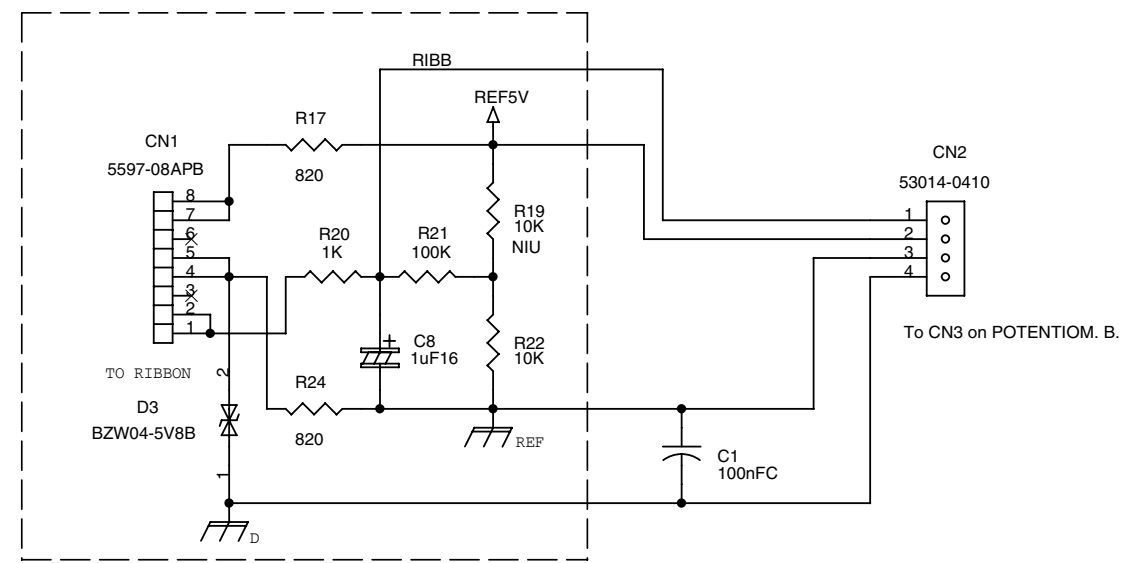 RIBB
REF5V
R17
820
CN1
5597-08APB
8
7
6
5
4
3
2
1
R19
10K
NIU
R20
1K
R21
100K
C8
1uF16
+
R22
10K
TO RIBBON
2
D3
BZW04-5V8B
1
R24
820
REF
D
C1
100nFC
CN2
53014-0410
1
2
3
4
To CN3 on POTENTIOM. B.